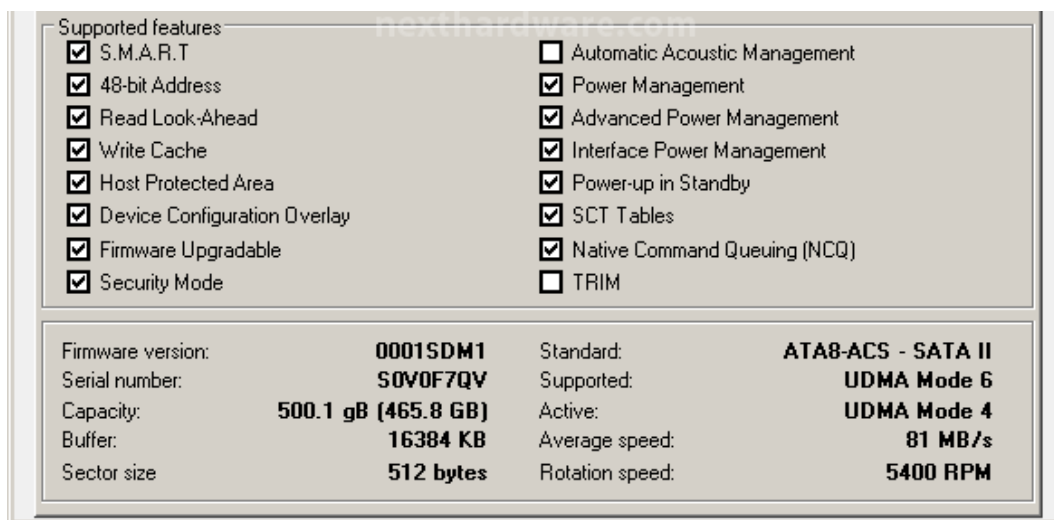 nexthardware.com
Supported features
S.M.A.R.T
Automatic Acoustic Management
48-bit Address
Power Management
Read Look-Ahead
Advanced Power Management
Write Cache
Interface Power Management
Host Protected Area
Power-up in Standby
Device Configuration Overlay
SCT Tables
Firmware Upgradable
Native Command Queuing (NCQ)
Security Mode
TRIM
Firmware version: 0001SDM1 Standard: ATA8-ACS - SATA II
Serial number: S0V0F7QV Supported: UDMA Mode 6
Capacity: 500.1 gB (465.8 GB) Active: UDMA Mode 4
Buffer: 16384 KB Average speed: 81 MB/s
Sector size 512 bytes Rotation speed: 5400 RPM